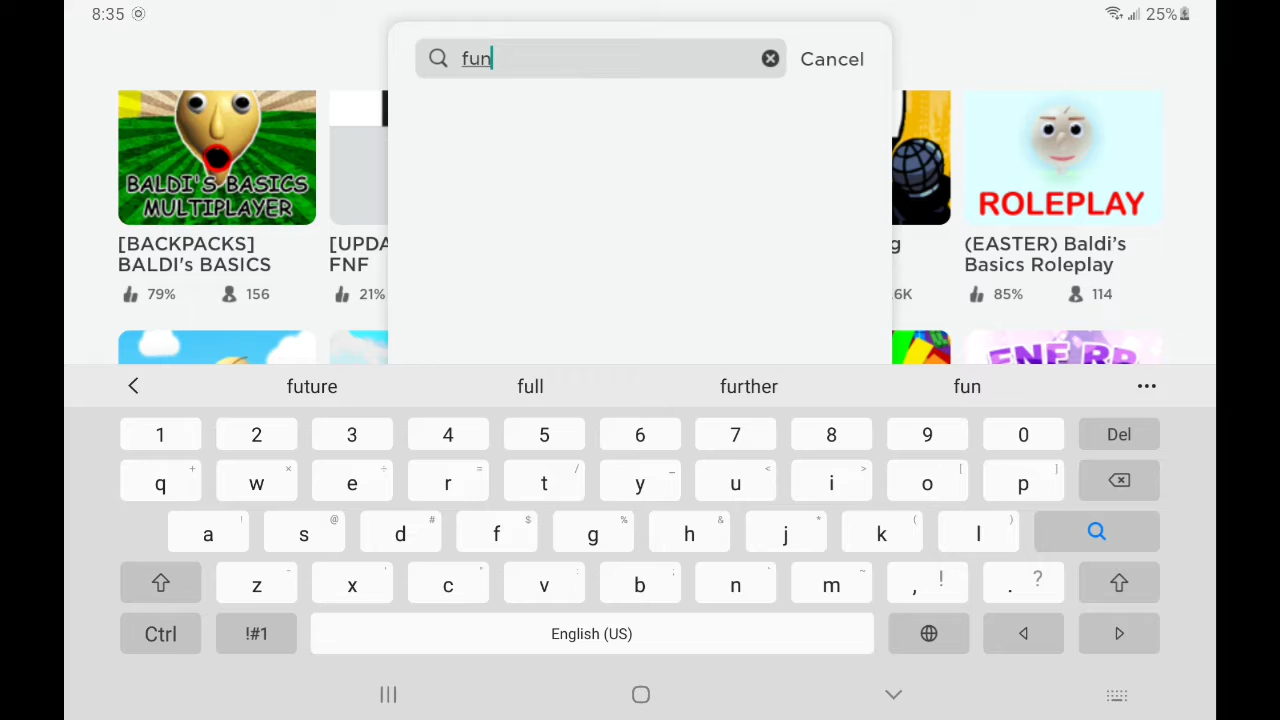 8:35
25%
fun
Cancel
BALDI'S BASICS
MULTIPLAYER
ROLEPLAY
[BACKPACKS]
BALDI's BASICS
79% 156
[UPDA
FNF
21%
g
6K
(EASTER) Baldi's
Basics Roleplay
85% 114
FNF RP
future full further fun
1 2 3 4 5 6 7 8 9 0 Del
q w e r t y u i o p
a s d f g h j k l
z x c v b n m , ! . ?
Ctrl !#1 English (US)